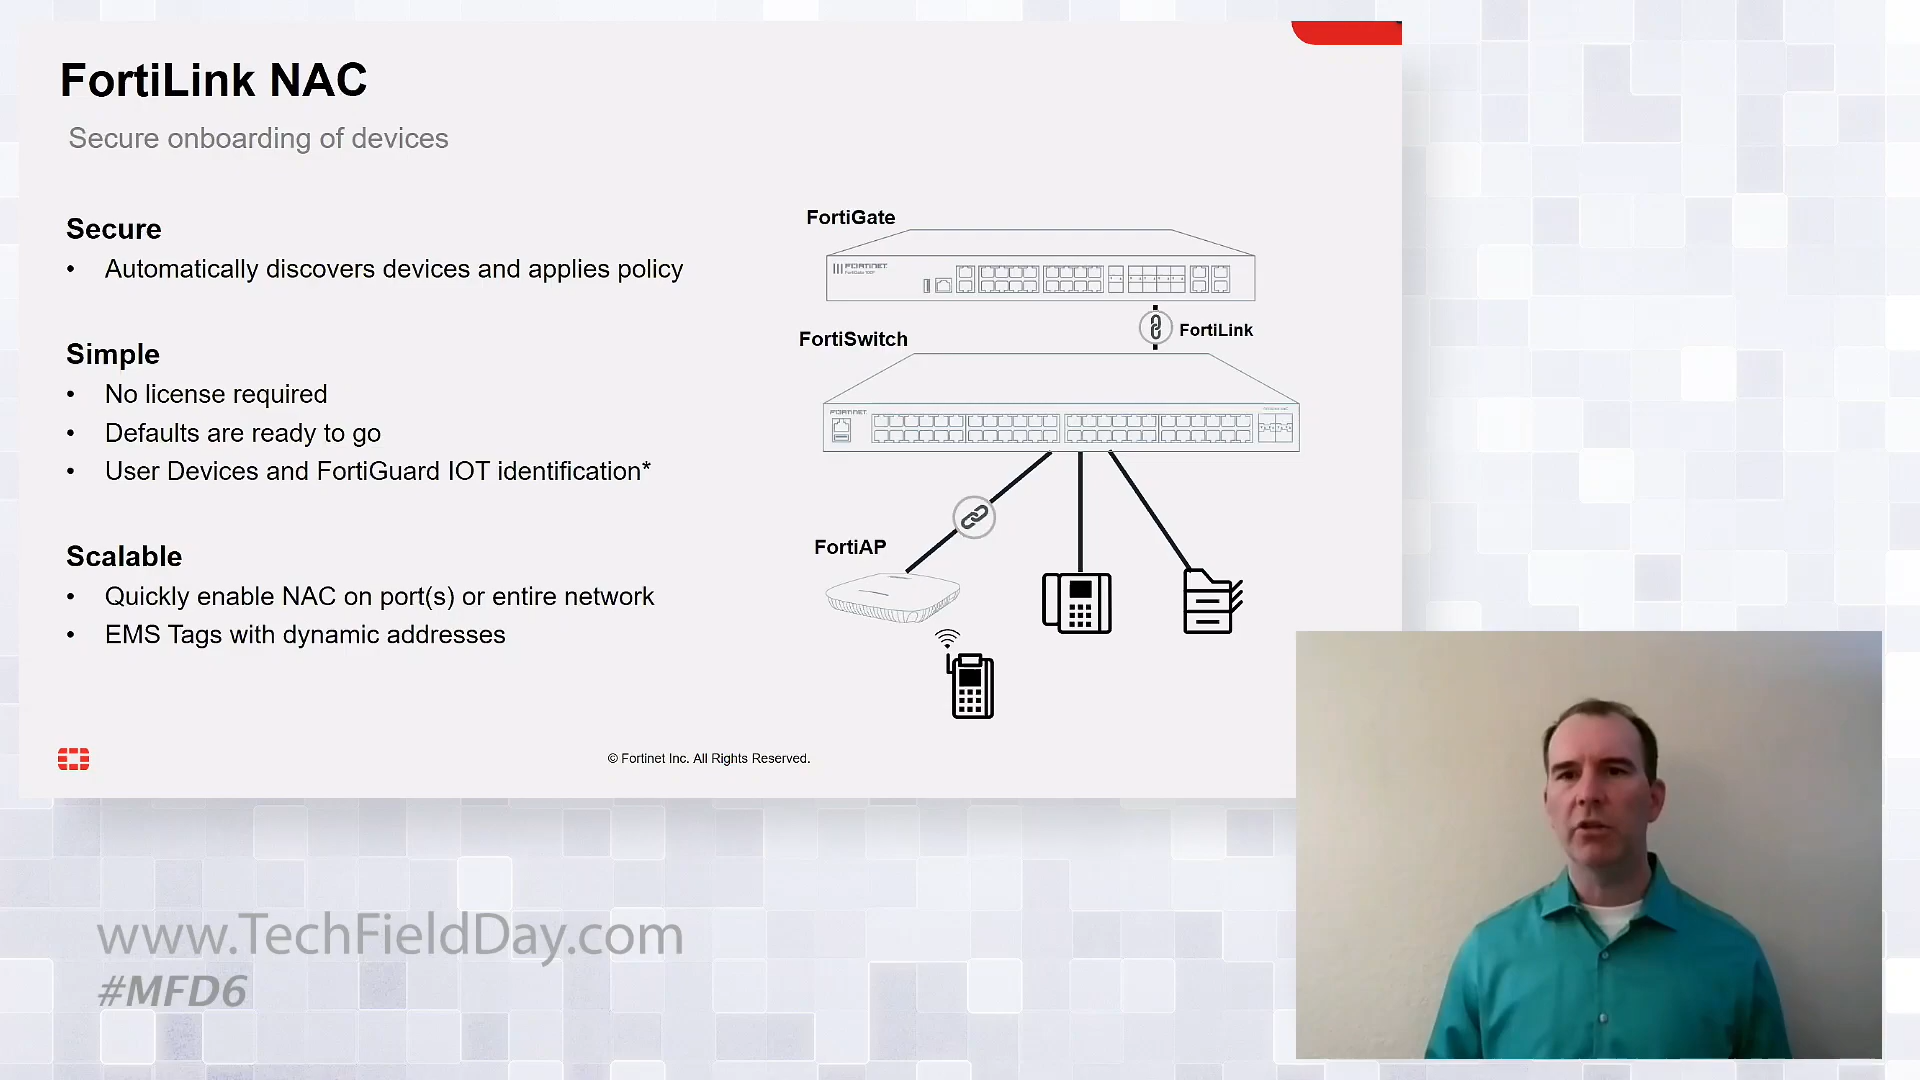 FortiLink NAC
Secure onboarding of devices
Secure
• Automatically discovers devices and applies policy
Simple
• No license required
• Defaults are ready to go
• User Devices and FortiGuard IOT identification*
Scalable
• Quickly enable NAC on port(s) or entire network
• EMS Tags with dynamic addresses
FortiGate
FORTINET
FortiLink
FortiSwitch
FORTINET
FortiAP
© Fortinet Inc. All Rights Reserved.
www.TechFieldDay.com
#MFD6